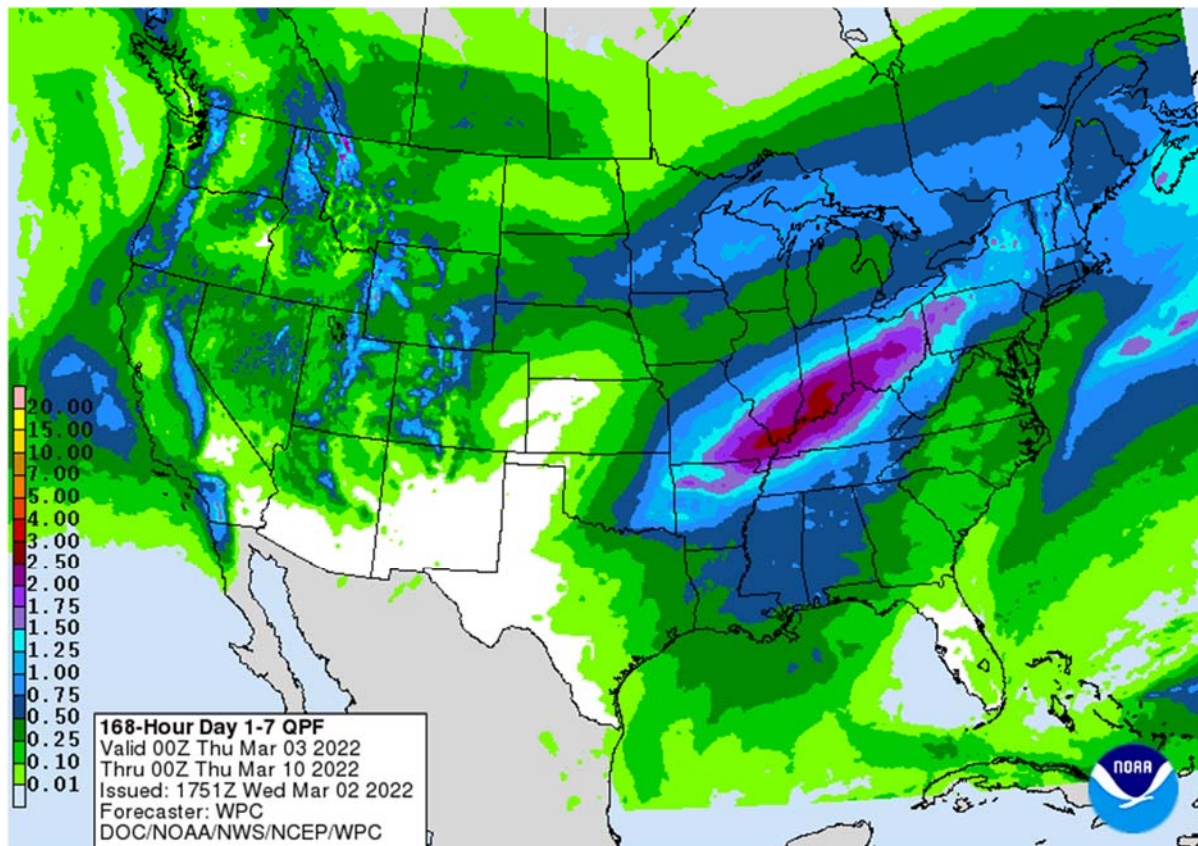 20.00
15.00
10.00
7.00
5.00
4.00
3.00
2.50
2.00
1.75
1.50
1.25
1.00
0.75
0.50
0.25
0.10
0.01
168-Hour Day 1-7 QPF
Valid 00Z Thu Mar 03 2022
Thru 00Z Thu Mar 10 2022
Issued: 1751Z Wed Mar 02 2022
Forecaster: WPC
DOC/NOAA/NWS/NCEP/WPC
NOAA